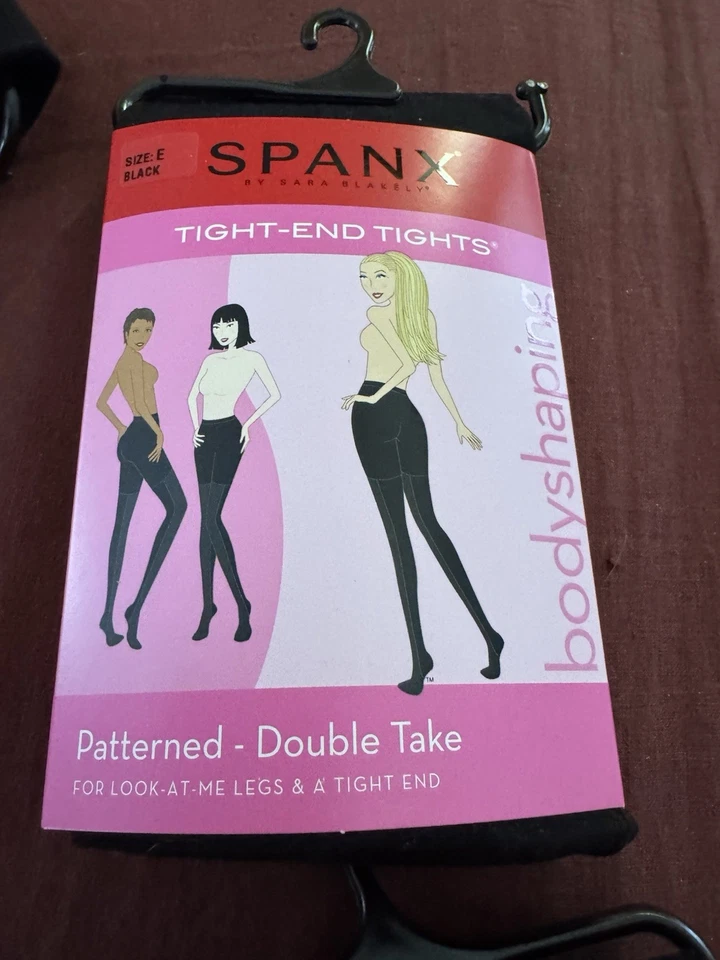 SIZE: E
BLACK
SPANX®
BY SARA BLAKELY®
TIGHT-END TIGHTS®
bodyshaping
TM
Patterned - Double Take
FOR LOOK-AT-ME LEGS & A TIGHT END